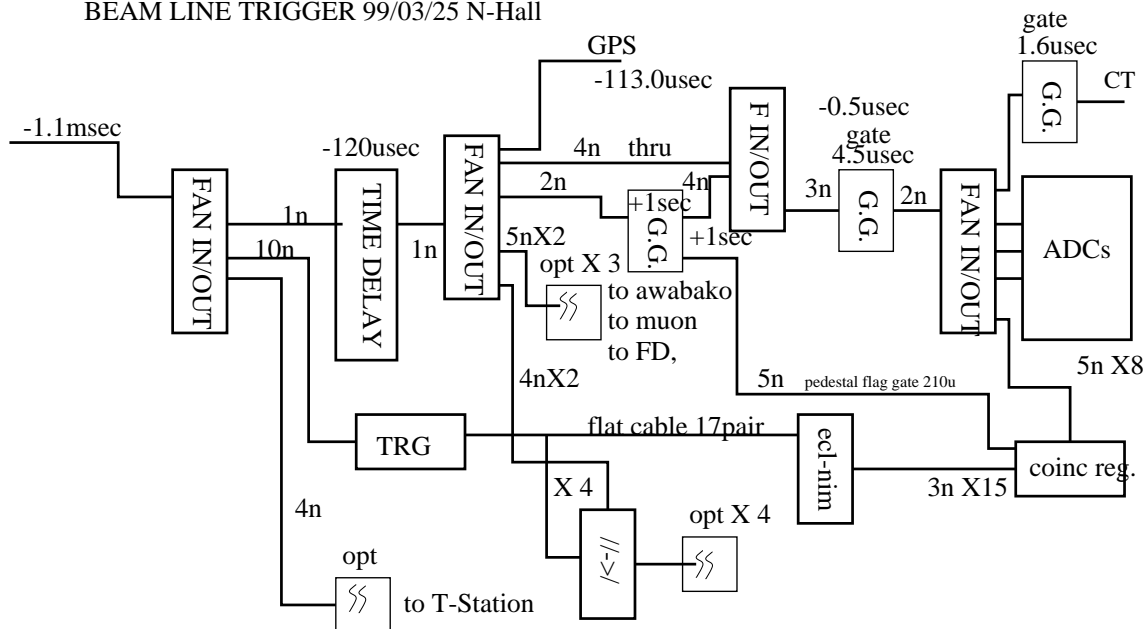 BEAM LINE TRIGGER 99/03/25 N-Hall
gate
1.6usec
GPS
-113.0usec
CT
G.G.
-1.1msec
-120usec
-0.5usec
gate
4.5usec
FAN IN/OUT
TIME DELAY
FAN IN/OUT
F IN/OUT
4n thru
2n
4n
+1sec
G.G.
+1sec
3n
G.G.
2n
FAN IN/OUT
ADCs
1n
10n
1n
5nX2
opt X 3
to awabako
to muon
to FD,
4nX2
5n
pedestal flag gate 210u
5n X8
TRG
flat cable 17pair
ecl-nim
coinc reg.
3n X15
X 4
opt X 4
//->/
4n
opt
to T-Station